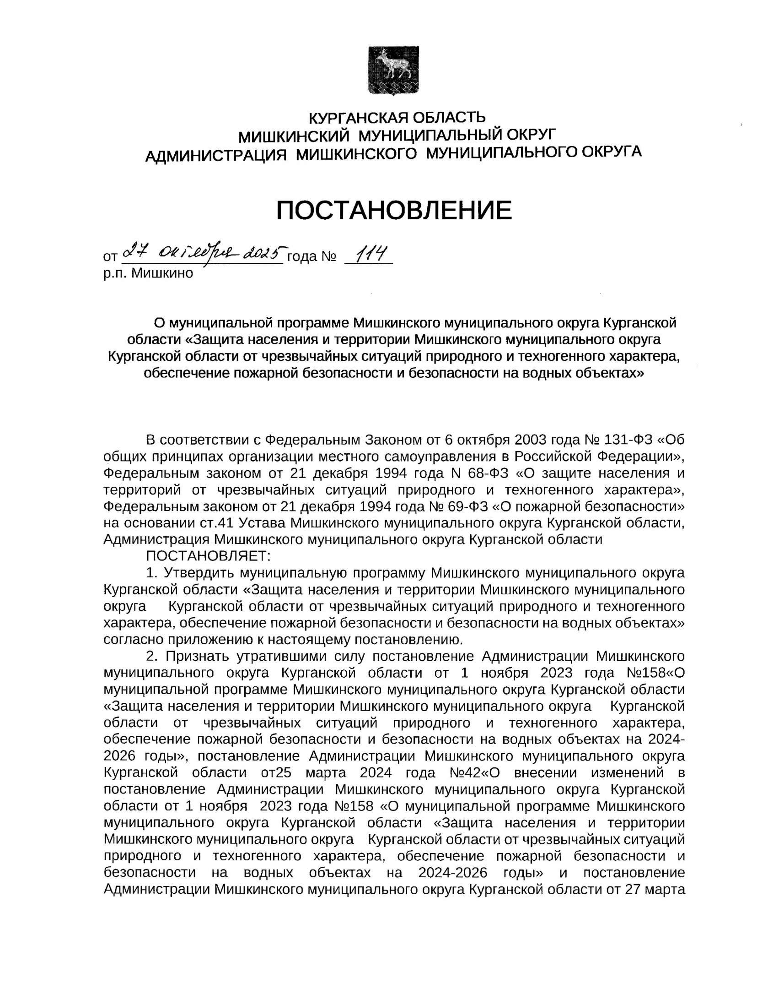 КУРГАНСКАЯ ОБЛАСТЬ
МИШКИНСКИЙ МУНИЦИПАЛЬНЫЙ ОКРУГ
АДМИНИСТРАЦИЯ МИШКИНСКОГО МУНИЦИПАЛЬНОГО ОКРУГА
ПОСТАНОВЛЕНИЕ
от 27 октября 2025 года № 114
р.п. Мишкино
О муниципальной программе Мишкинского муниципального округа Курганской
области «Защита населения и территории Мишкинского муниципального округа
Курганской области от чрезвычайных ситуаций природного и техногенного характера,
обеспечение пожарной безопасности и безопасности на водных объектах»
В соответствии с Федеральным Законом от 6 октября 2003 года № 131-ФЗ «Об
общих принципах организации местного самоуправления в Российской Федерации»,
Федеральным законом от 21 декабря 1994 года N 68-ФЗ «О защите населения и
территорий от чрезвычайных ситуаций природного и техногенного характера»,
Федеральным законом от 21 декабря 1994 года № 69-ФЗ «О пожарной безопасности»
на основании ст.41 Устава Мишкинского муниципального округа Курганской области,
Администрация Мишкинского муниципального округа Курганской области
ПОСТАНОВЛЯЕТ:
1. Утвердить муниципальную программу Мишкинского муниципального округа
Курганской области «Защита населения и территории Мишкинского муниципального
округа Курганской области от чрезвычайных ситуаций природного и техногенного
характера, обеспечение пожарной безопасности и безопасности на водных объектах»
согласно приложению к настоящему постановлению.
2. Признать утратившими силу постановление Администрации Мишкинского
муниципального округа Курганской области от 1 ноября 2023 года №158«О
муниципальной программе Мишкинского муниципального округа Курганской области
«Защита населения и территории Мишкинского муниципального округа Курганской
области от чрезвычайных ситуаций природного и техногенного характера,
обеспечение пожарной безопасности и безопасности на водных объектах на 2024-
2026 годы», постановление Администрации Мишкинского муниципального округа
Курганской области от25 марта 2024 года №42«О внесении изменений в
постановление Администрации Мишкинского муниципального округа Курганской
области от 1 ноября 2023 года №158 «О муниципальной программе Мишкинского
муниципального округа Курганской области «Защита населения и территории
Мишкинского муниципального округа Курганской области от чрезвычайных ситуаций
природного и техногенного характера, обеспечение пожарной безопасности и
безопасности на водных объектах на 2024-2026 годы» и постановление
Администрации Мишкинского муниципального округа Курганской области от 27 марта